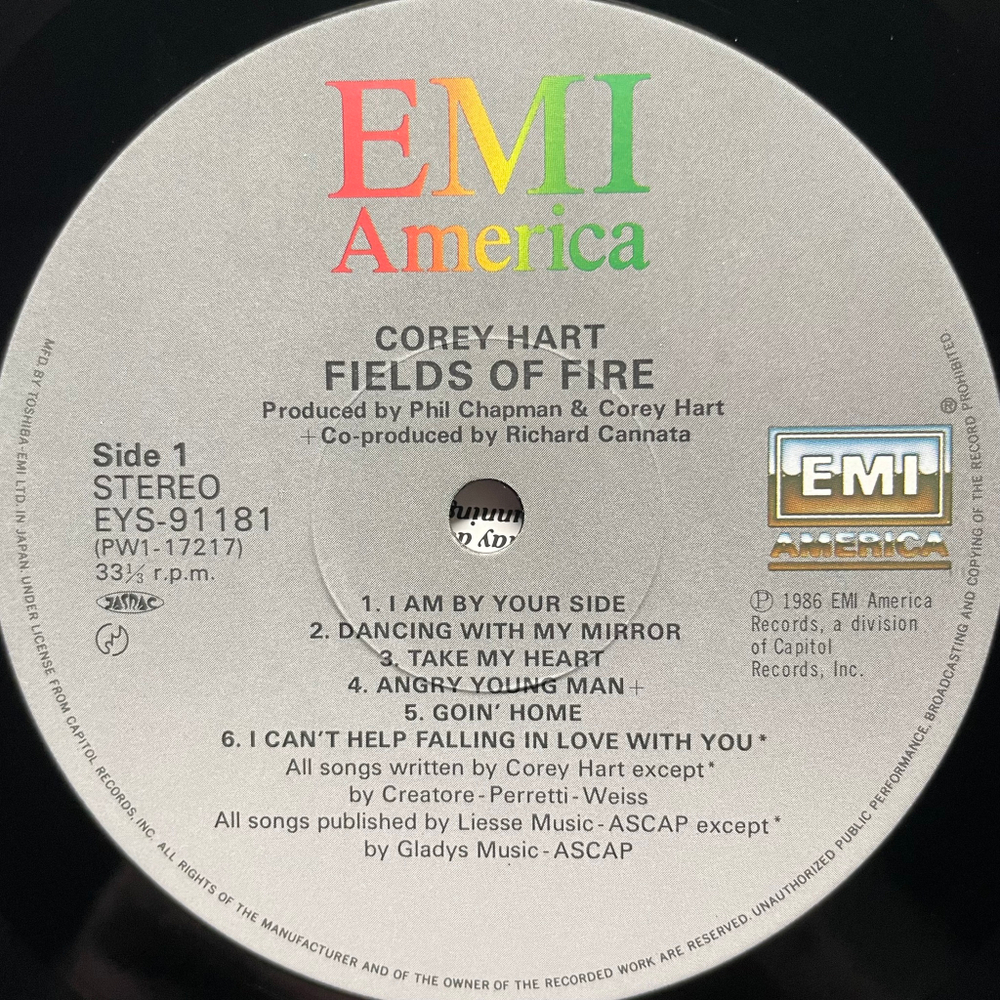 EMI
America
COREY HART
FIELDS OF FIRE
Produced by Phil Chapman & Corey Hart
+Co-produced by Richard Cannata
Side 1
STEREO
EYS-91181
(PW1-17217)
33⅓ r.p.m.
JASRAC
EMI
AMERICA
Ⓟ 1986 EMI America
Records, a division
of Capitol
Records, Inc.
1. I AM BY YOUR SIDE
2. DANCING WITH MY MIRROR
3. TAKE MY HEART
4. ANGRY YOUNG MAN+
5. GOIN' HOME
6. I CAN'T HELP FALLING IN LOVE WITH YOU*
All songs written by Corey Hart except*
by Creatore-Perretti-Weiss
All songs published by Liesse Music-ASCAP except*
by Gladys Music-ASCAP
MFD. BY TOSHIBA-EMI LTD. IN JAPAN. UNDER LICENSE FROM CAPITOL RECORDS, INC. ALL RIGHTS OF THE MANUFACTURER AND OF THE OWNER OF THE RECORDED WORK ARE RESERVED. UNAUTHORIZED PUBLIC PERFORMANCE, BROADCASTING AND COPYING OF THE RECORD PROHIBITED
®